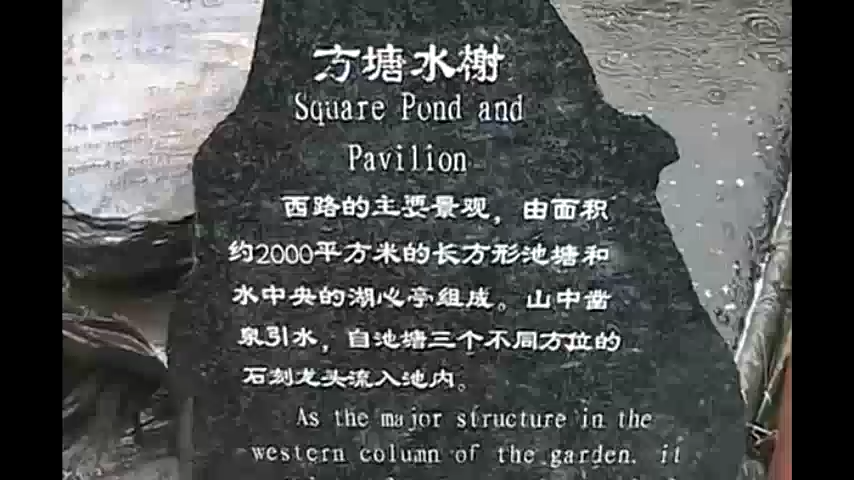 方塘水榭
Square Pond and
Pavilion
西路的主要景观，由面积
约2000平方米的长方形池塘和
水中央的湖心亭组成。山中凿
泉引水，自池塘三个不同方位的
石刻龙头流入池内。
As the major structure in the
western column of the garden, it